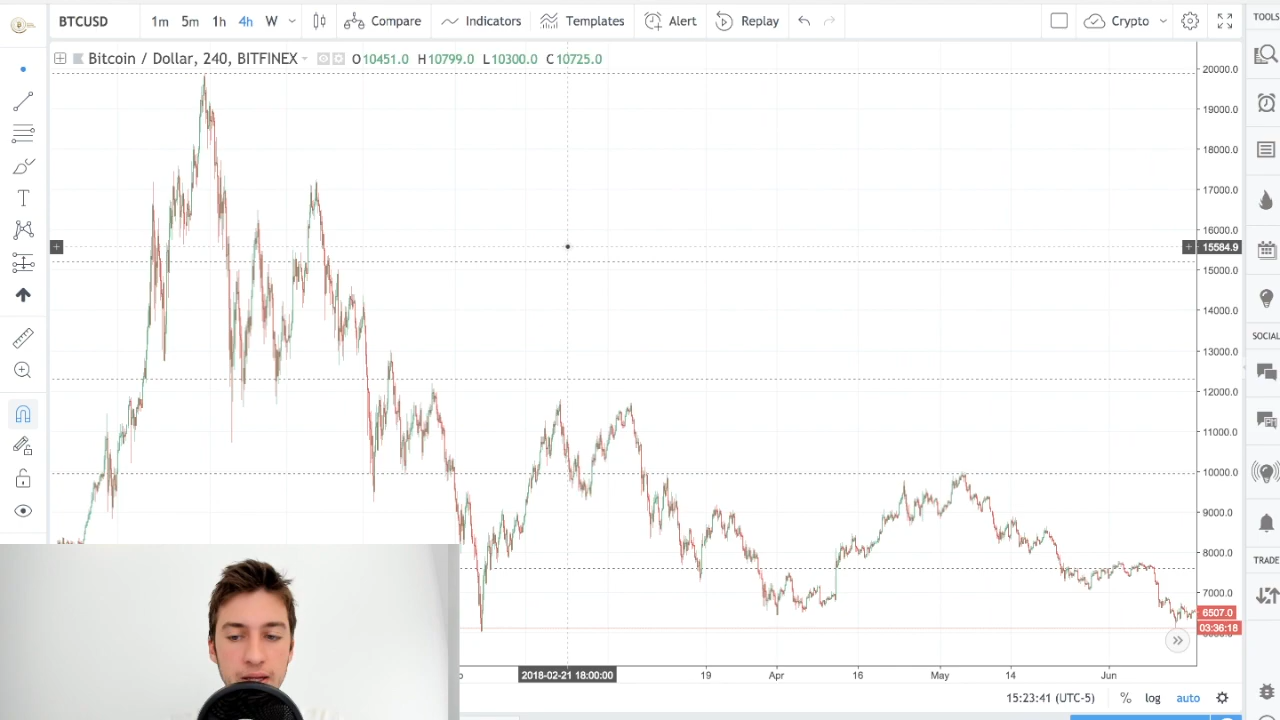 BTCUSD 1m 5m 1h 4h W Compare Indicators Templates Alert Replay Crypto
TOOLS
Bitcoin / Dollar, 240, BITFINEX O10451.0 H10799.0 L10300.0 C10725.0
20000.0
19000.0
18000.0
17000.0
16000.0
15584.9
15000.0
14000.0
13000.0
12000.0
11000.0
10000.0
9000.0
8000.0
7000.0
6507.0
03:36:18
SOCIAL
TRADE
2018-02-21 18:00:00 19 Apr 16 May 14 Jun
15:23:41 (UTC-5) % log auto